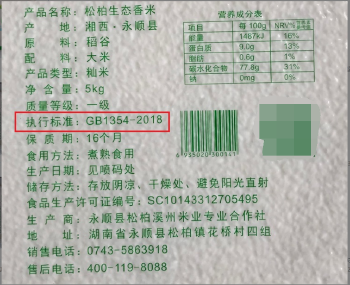 产品名称：松柏生态香米
产地：湘西·永顺县
原料：稻谷
配料：大米
产品类型：籼米
净含量：5kg
质量等级：一级
执行标准：GB1354-2018
保质期：16个月
食用方法：煮熟食用
生产日期：见喷码处
储存方法：存放阴凉、干燥处、避免阳光直射
食品生产许可证编号：SC10143312705495
生产商：永顺县松柏溪州米业专业合作社
地址：湖南省永顺县松柏镇花桥村四组
销售电话：0743-5863918
售后电话：400-119-8088
营养成分表
项目 每 100g NRV%
能量 1487kJ 18%
蛋白质 9.0g 13%
脂肪 0.6g 1%
碳水化合物 77.8g 31%
钠 0mg 0%